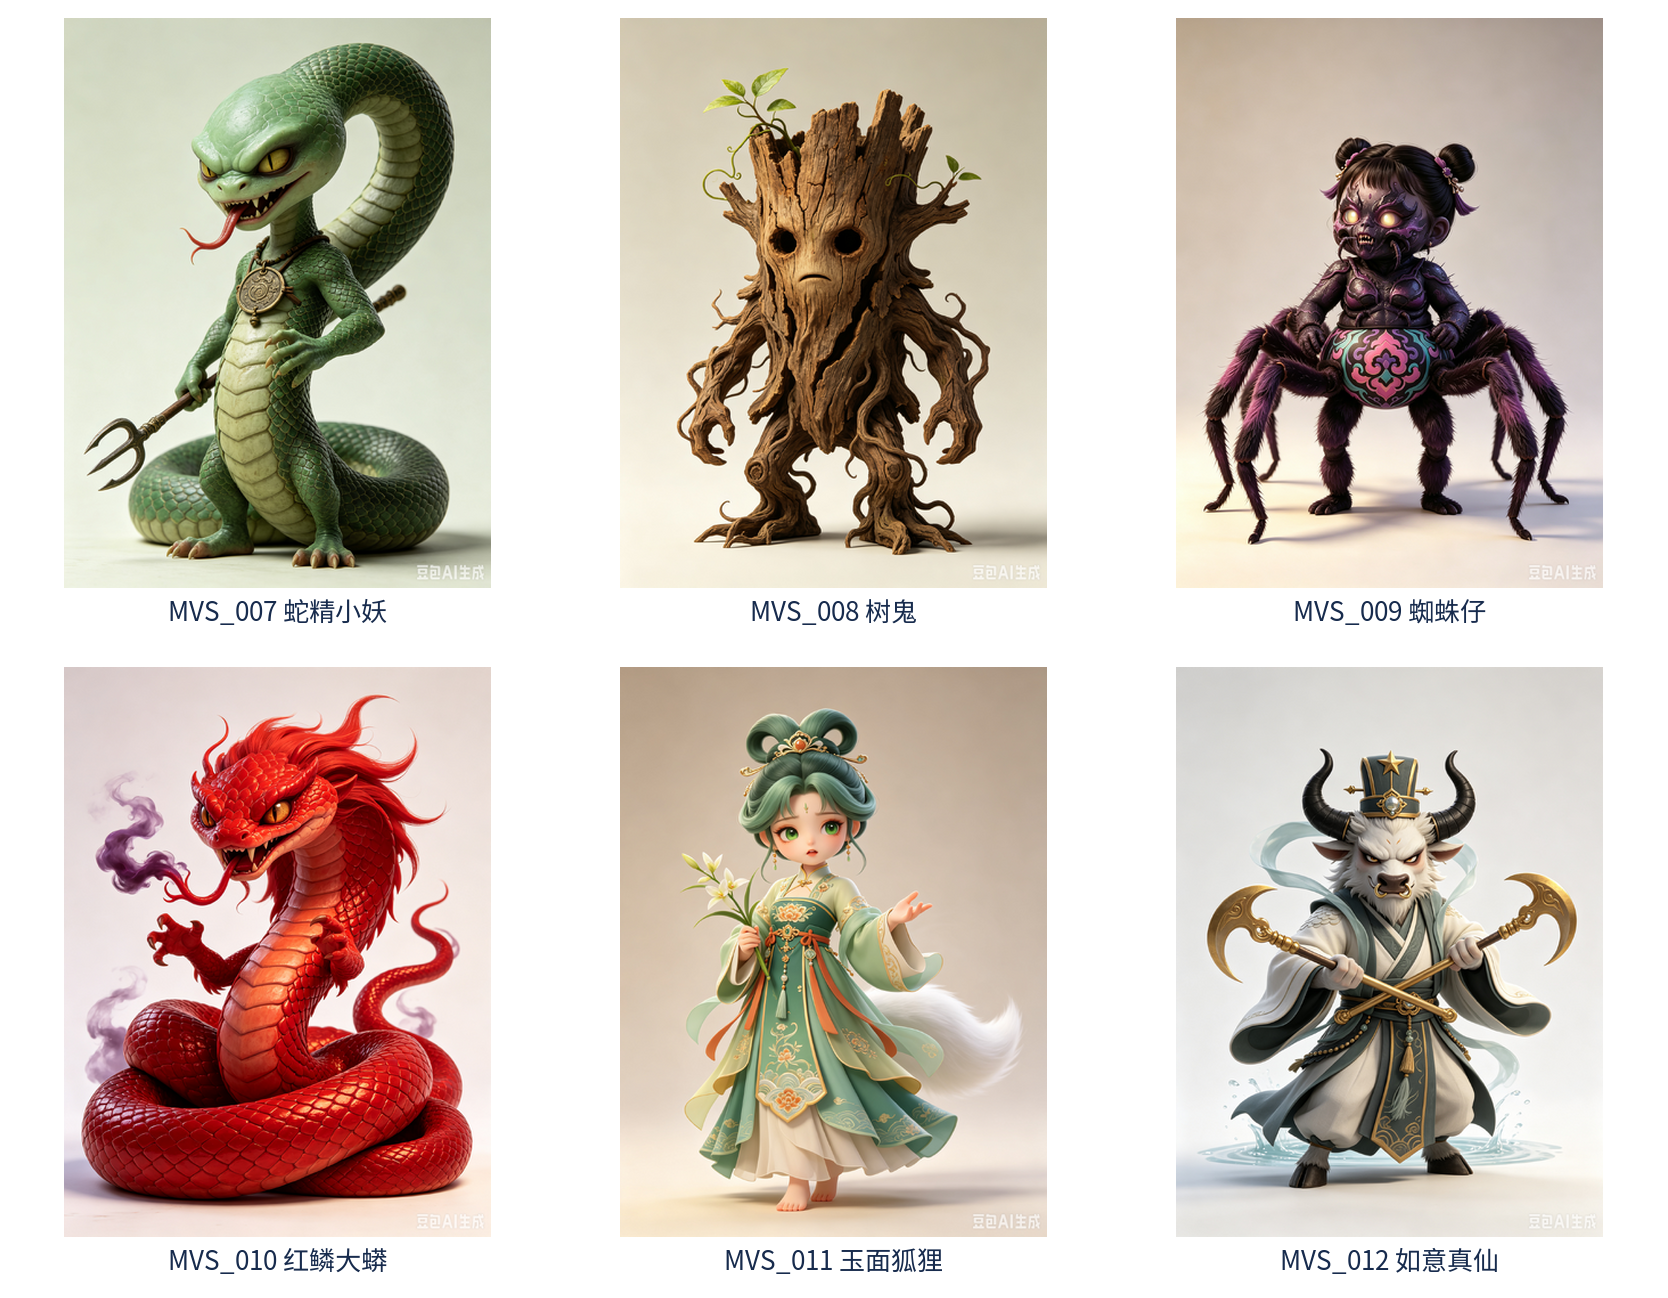 豆包AI生成
豆包AI生成
豆包AI生成
MVS_007 蛇精小妖
MVS_008 树鬼
MVS_009 蜘蛛仔
豆包AI生成
豆包AI生成
豆包AI生成
MVS_010 红鳞大蟒
MVS_011 玉面狐狸
MVS_012 如意真仙